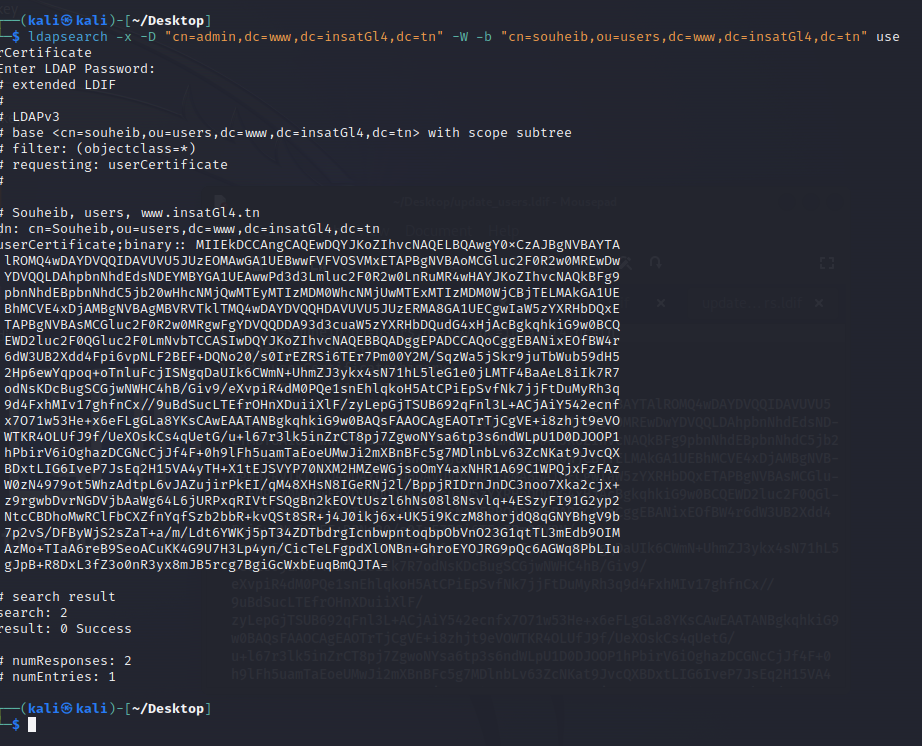 (kali㉿kali)-[~/Desktop]
$ ldapsearch -x -D "cn=admin,dc=www,dc=insatGl4,dc=tn" -W -b "cn=souheib,ou=users,dc=www,dc=insatGl4,dc=tn" use
rCertificate
Enter LDAP Password:
# extended LDIF
#
# LDAPv3
# base <cn=souheib,ou=users,dc=www,dc=insatGl4,dc=tn> with scope subtree
# filter: (objectclass=*)
# requesting: userCertificate
#
# Souheib, users, www.insatGl4.tn
dn: cn=Souheib,ou=users,dc=www,dc=insatGl4,dc=tn
userCertificate;binary:: MIIEkDCCAngCAQEwDQYJKoZIhvcNAQELBQAwgY0xCzAJBgNVBAYTA
lROMQ4wDAYDVQQIDAVUVU5JUzEOMAwGA1UEBwwFVFVOSVMxETAPBgNVBAoMCGluc2F0R2w0MREwDw
YDVQQLDAhpbnNhdEdsNDEYMBYGA1UEAwwPd3d3Lmluc2F0R2w0LnRuMR4wHAYJKoZIhvcNAQkBFg9
pbnNhdEBpbnNhdC5jb20wHhcNMjQwMTEyMTIzMDM0WhcNMjUwMTExMTIzMDM0WjCBjTELMAkGA1UE
BhMCVE4xDjAMBgNVBAgMBVRVTklTMQ4wDAYDVQQHDAVUVU5JUzERMA8GA1UECgwIaW5zYXRHbDQxE
TAPBgNVBAsMCGluc2F0R2w0MRgwFgYDVQQDDA93d3cuaW5zYXRHbDQudG4xHjAcBgkqhkiG9w0BCQ
EWD2luc2F0QGluc2F0LmNvbTCCASIwDQYJKoZIhvcNAQEBBQADggEPADCCAQoCggEBANixEOfBW4r
6dW3UB2Xdd4Fpi6vpNLF2BEF+DQNo20/s0IrEZRSi6TEr7Pm00Y2M/SqzWa5jSkr9juTbWub59dH5
2Hp6ewYqpoq+oTnluFcjISNgqDaUIk6CWmN+UhmZJ3ykx4sN71hL5leG1e0jLMTF4BaAeL8iIk7R7
odNsKDcBugSCGjwNWHC4hB/Giv9/eXvpiR4dM0PQe1snEhlqkoH5AtCPiEpSvfNk7jjFtDuMyRh3q
9d4FxhMIv17ghfnCx//9uBdSucLTEfrOHnXDuiiXlF/zyLepGjTSUB692qFnl3L+ACjAiY542ecnf
x7O71w53He+x6eFLgGLa8YKsCAwEAATANBgkqhkiG9w0BAQsFAAOCAgEAOTrTjCgVE+i8zhjt9eVO
WTKR4OLUfJ9f/UeXOskCs4qUetG/u+l67r3lk5inZrCT8pj7ZgwoNYsa6tp3s6ndWLpU1D0DJOOP1
hPbirV6iOghazDCGNcCjJf4F+0h9lFh5uamTaEoeUMwJi2mXBnBFc5g7MDlnbLv63ZcNKat9JvcQX
BDxtLIG6IveP7JsEq2H15VA4yTH+X1tEJSVYP70NXM2HMZeWGjsoOmY4axNHR1A69C1WPQjxFzFAz
W0zN4979ot5WhzAdtpL6vJAZujirPkEI/qM48XHsN8IGeRNj2l/BppjRIDrnJnDC3noo7Xka2cjx+
z9rgwbDvrNGDVjbAaWg64L6jURPxqRIVtFSQgBn2kEOVtUszl6hNs08l8Nsvlq+4ESzyFI91G2yp2
NtcCBDhoMwRClFbCXZfnYqfSzb2bbR+kvQSt8SR+j4J0ikj6x+UK5i9KczM8horjdQ8qGNYBhgV9b
7p2vS/DFByWjS2sZaT+a/m/Ldt6YWKj5pT34ZDTbdrgIcnbwpntoqbpObVnO23G1qtTL3mEdb9OIM
AzMo+TIaA6reB9SeoACuKK4G9U7H3Lp4yn/CicTeLFgpdXlONBn+GhroEYOJRG9pQc6AGWq8PbLIu
gJpB+R8DxL3fZ3o0nR3yx8mJB5rcg7BgiGcWxbEuqBmQJTA=
# search result
search: 2
result: 0 Success
# numResponses: 2
# numEntries: 1
(kali㉿kali)-[~/Desktop]
$